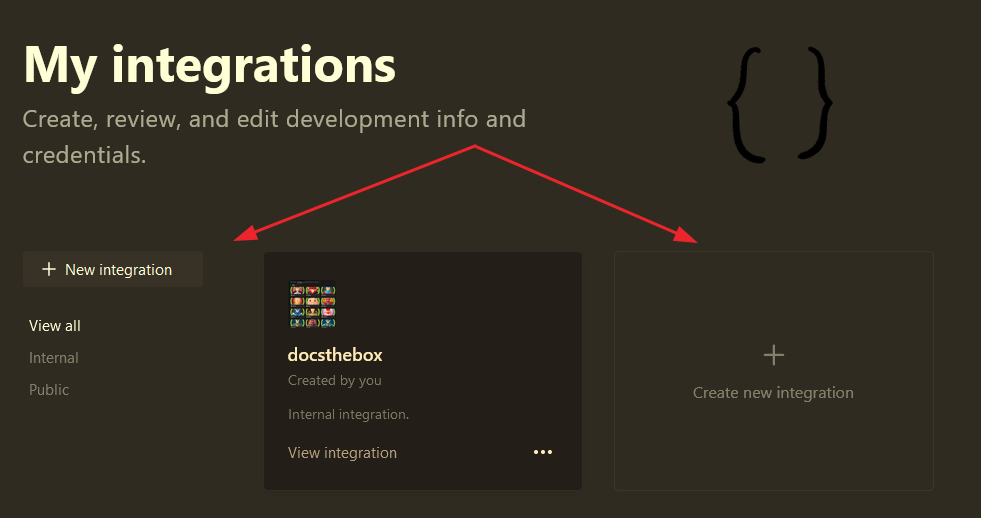 My integrations
Create, review, and edit development info and
credentials.
New integration
View all
Internal
Public
docsthebox
Created by you
Internal integration.
View integration
Create new integration